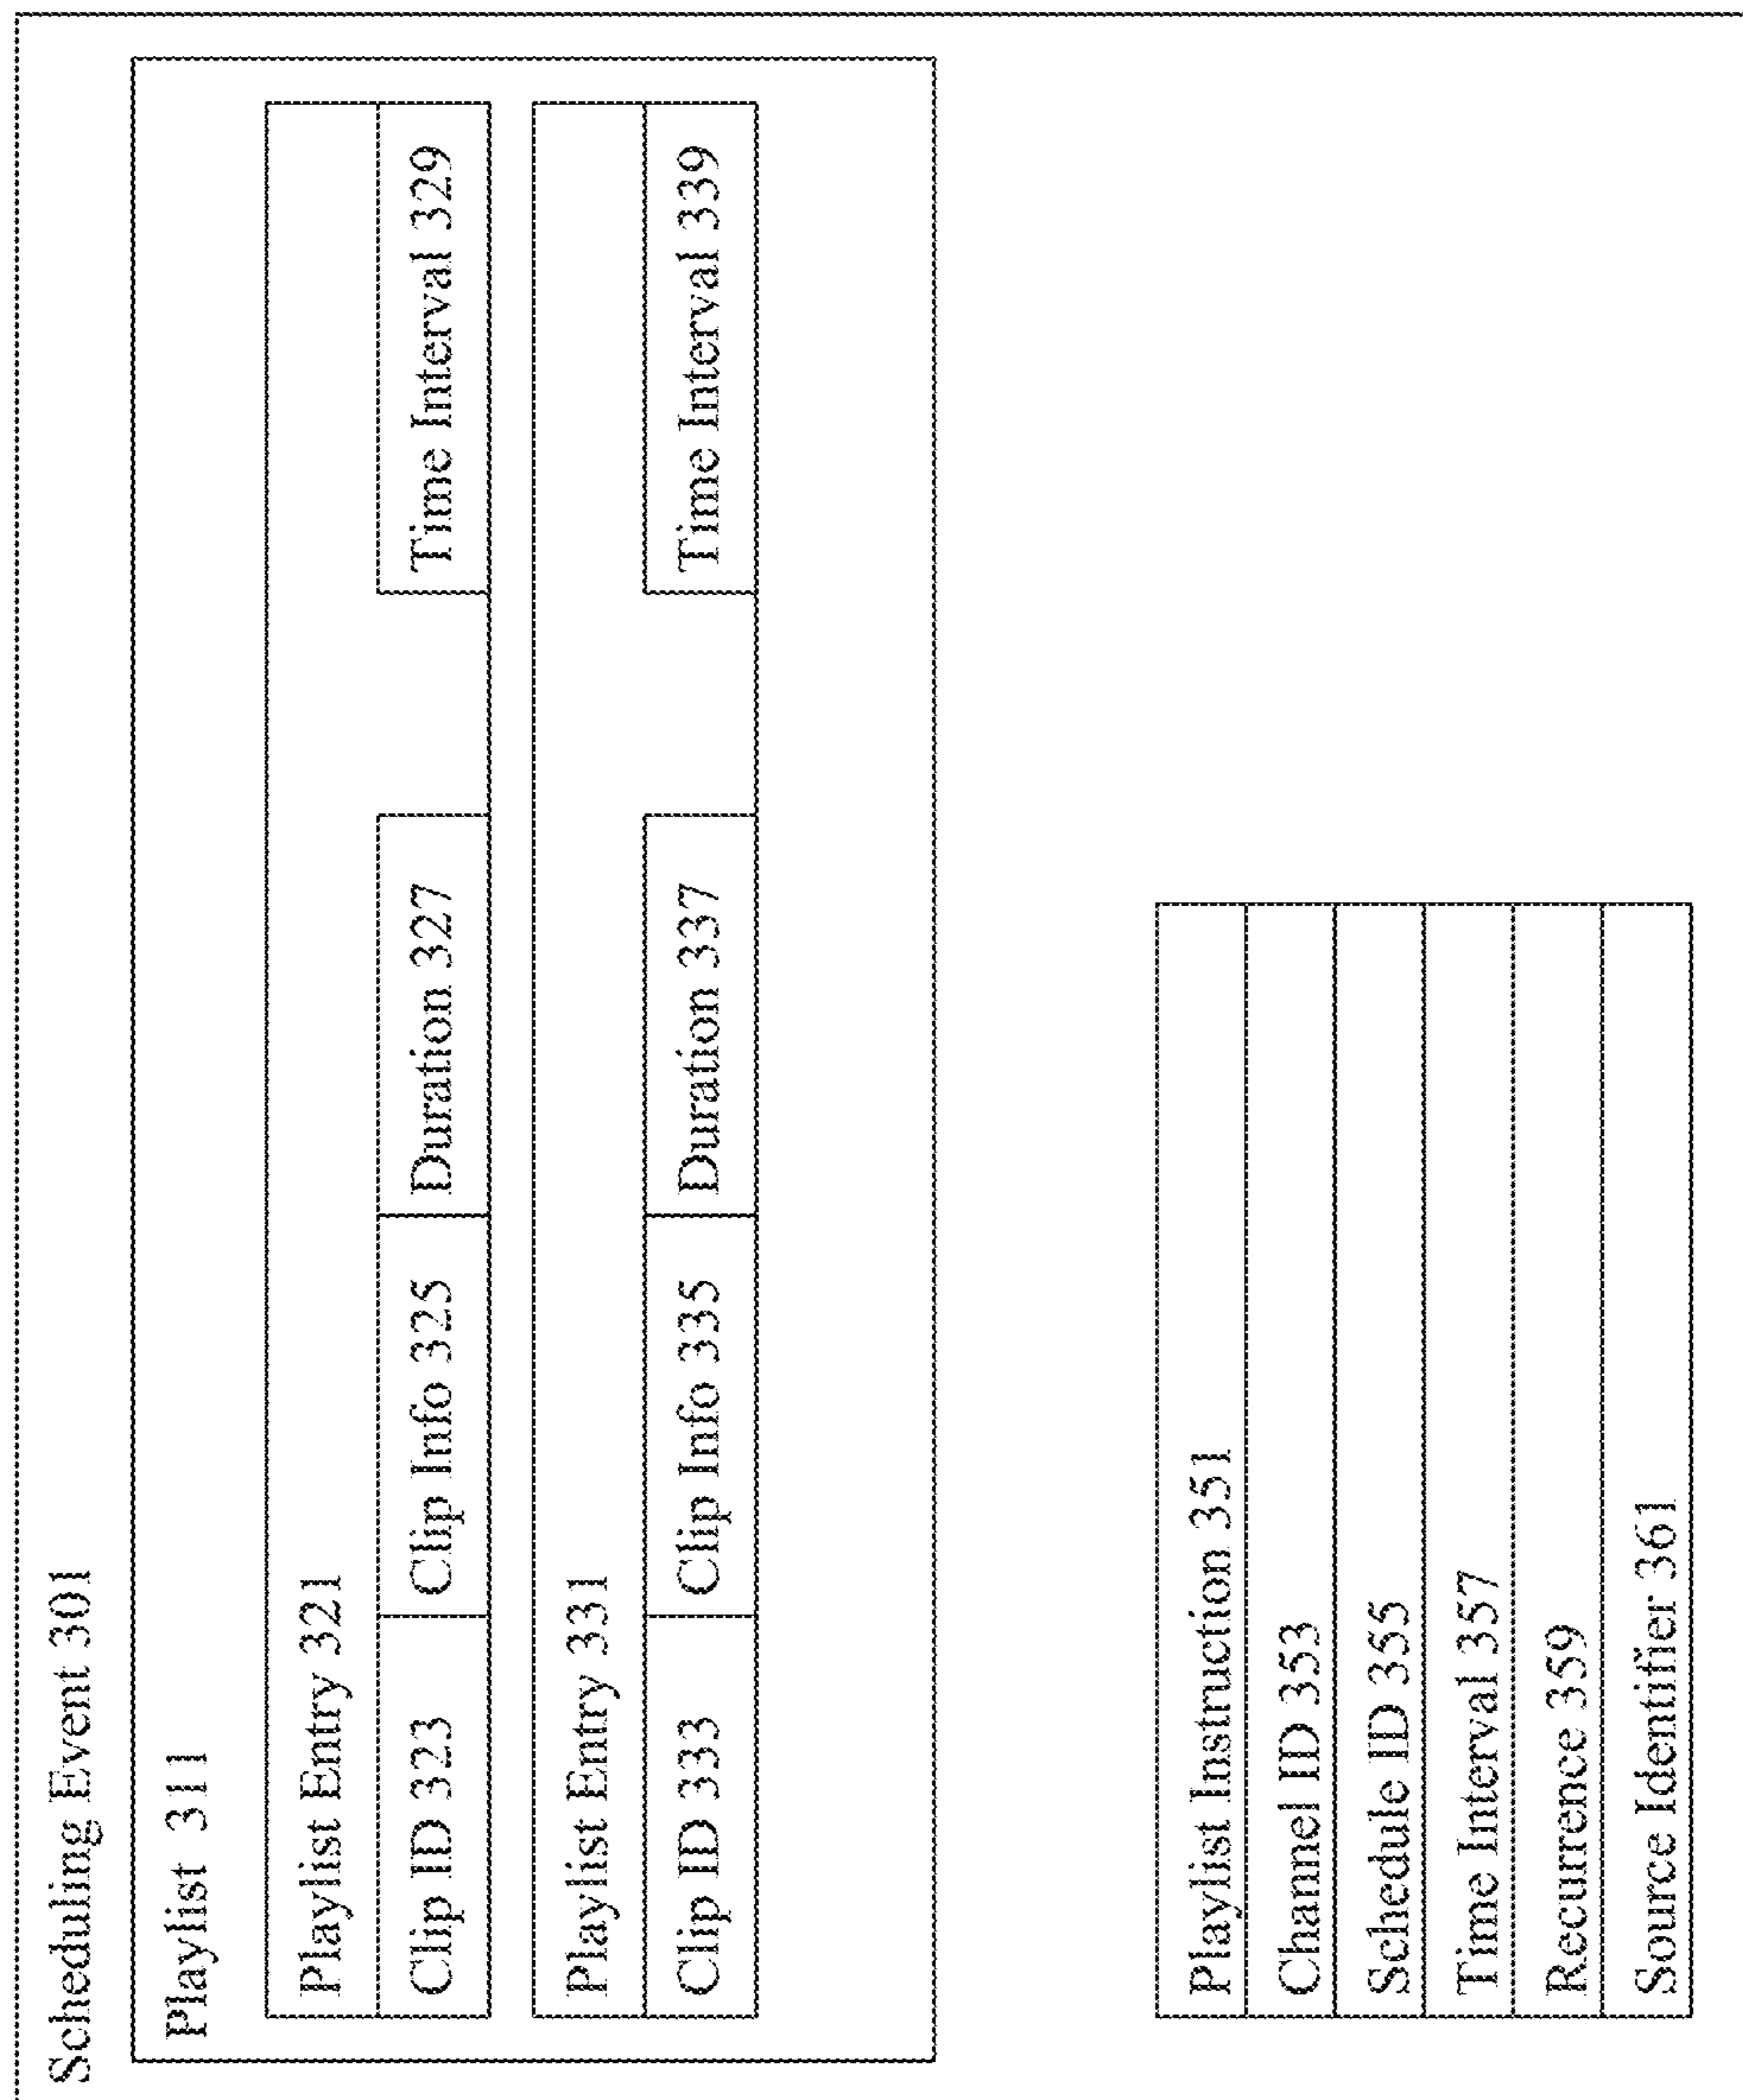 Scheduling Event 301
Playlist 311
Playlist Entry 321
Clip ID 323 Clip Info 325 Duration 327 Time Interval 329
Playlist Entry 331
Clip ID 333 Clip Info 335 Duration 337 Time Interval 339
Playlist Instruction 351
Channel ID 353
Schedule ID 355
Time Interval 357
Recurrence 359
Source Identifier 361